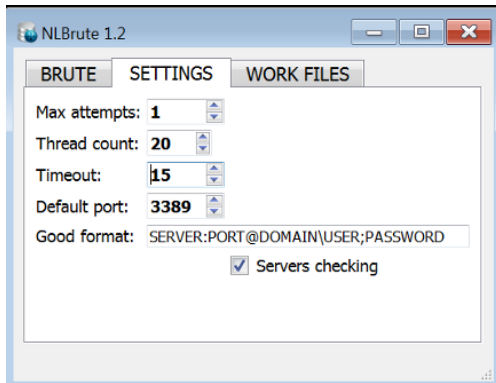 NLBrute 1.2
BRUTE SETTINGS WORK FILES
Max attempts: 1
Thread count: 20
Timeout: 15
Default port: 3389
Good format: SERVER:PORT@DOMAIN\USER;PASSWORD
Servers checking